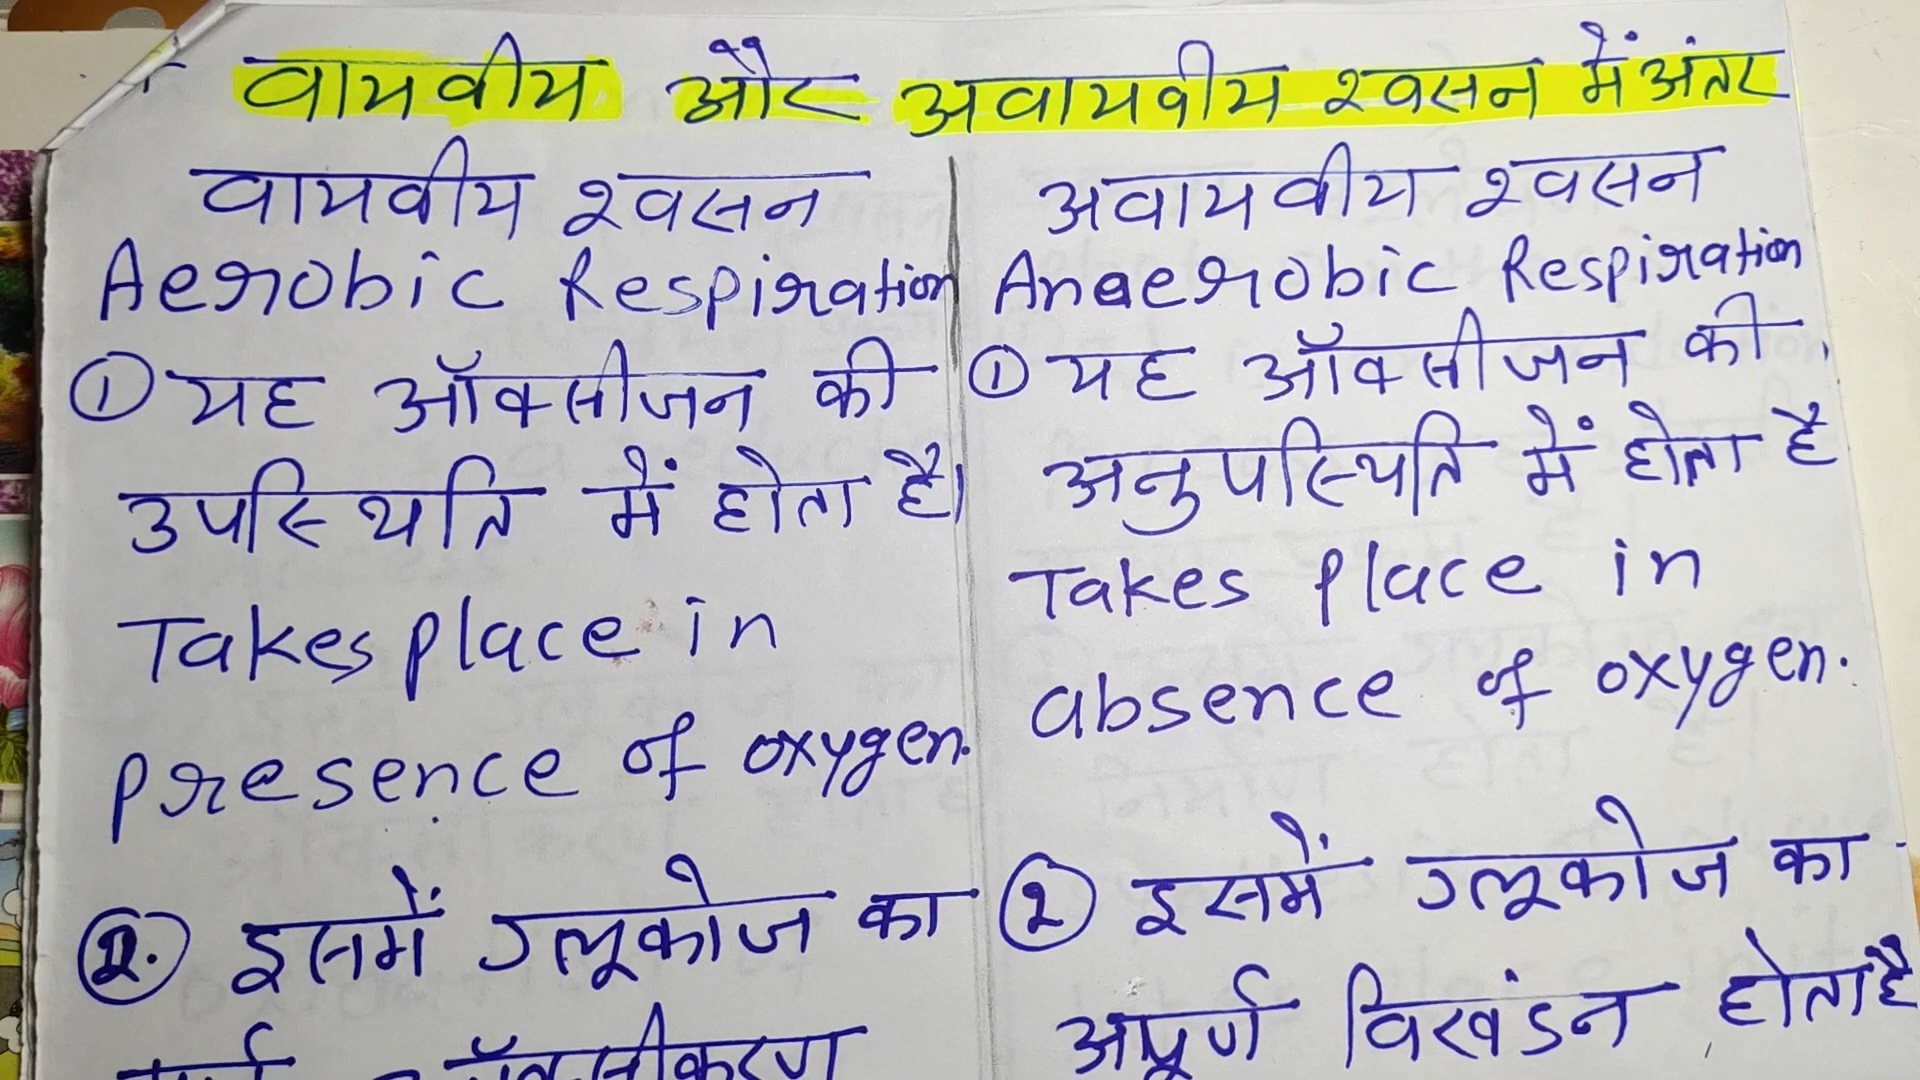 वायवीय और अवायवीय श्वसन में अंतर
वायवीय श्वसन
Aerobic Respiration
① यह ऑक्सीजन की
उपस्थिति में होता है।
Takes place in
presence of oxygen.
②. इसमें ग्लूकोज का
ऑक्सीकरण
अवायवीय श्वसन
Anaerobic Respiration
① यह ऑक्सीजन की
अनुपस्थिति में होता है
Takes place in
absence of oxygen.
② इसमें ग्लूकोज का
अपूर्ण विखंडन होता है